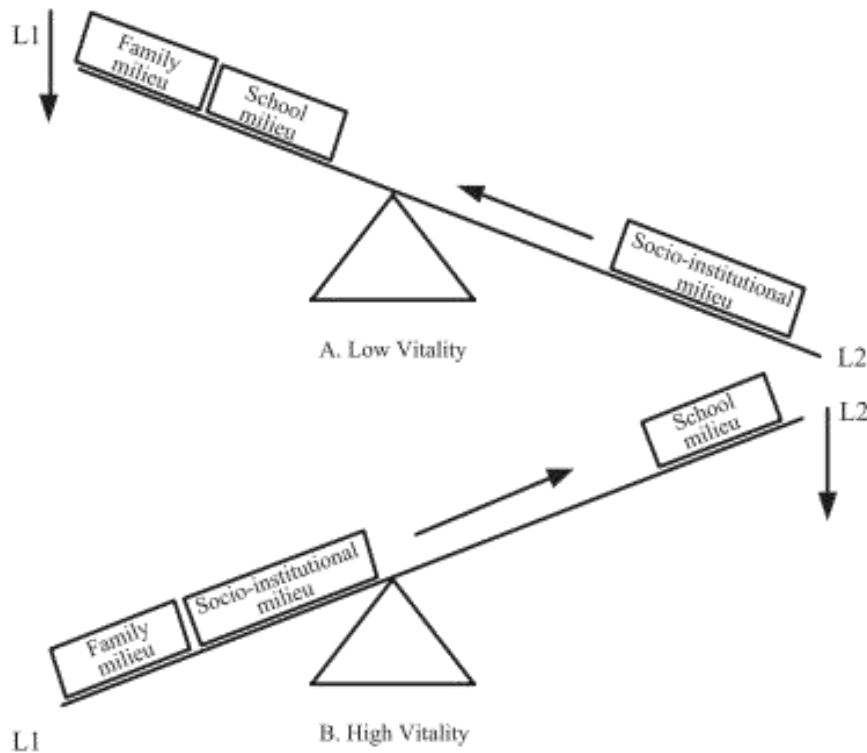 L1
Family
milieu
School
milieu
Socio-institutional
milieu
A. Low Vitality
L2
School
milieu
L2
Socio-institutional
milieu
Family
milieu
L1
B. High Vitality